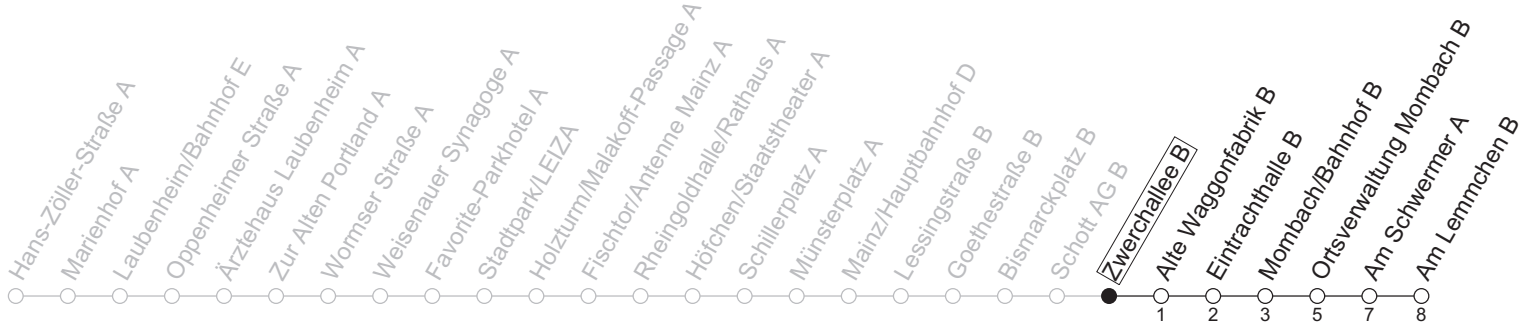 Hans-Zöller-Straße A
Marienhof A
Laubenheim/Bahnhof E
Oppenheimer Straße A
Ärztehaus Laubenheim A
Zur Alten Portland A
Wormser Straße A
Weisenauer Synagoge A
Favorite-Parkhotel A
Stadtpark/LEIZA
Holzturm/Malakoff-Passage A
Fischtor/Antenne Mainz A
Rheingoldhalle/Rathaus A
Höfchen/Staatstheater A
Schillerplatz A
Münsterplatz A
Mainz/Hauptbahnhof D
Lessingstraße B
Goethestraße B
Bismarckplatz B
Schott AG B
Zwerchallee B
Alte Waggonfabrik B
Eintrachthalle B
Mombach/Bahnhof B
Ortsverwaltung Mombach B
Am Schwermer A
Am Lemmchen B
1 2 3 5 7 8